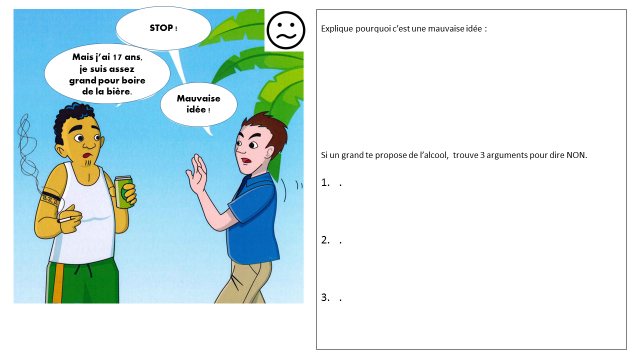 STOP !
Mais j'ai 17 ans,
je suis assez
grand pour boire
de la bière.
Mauvaise
idée !
Explique pourquoi c'est une mauvaise idée :
Si un grand te propose de l'alcool, trouve 3 arguments pour dire NON.
1. .
2. .
3. .